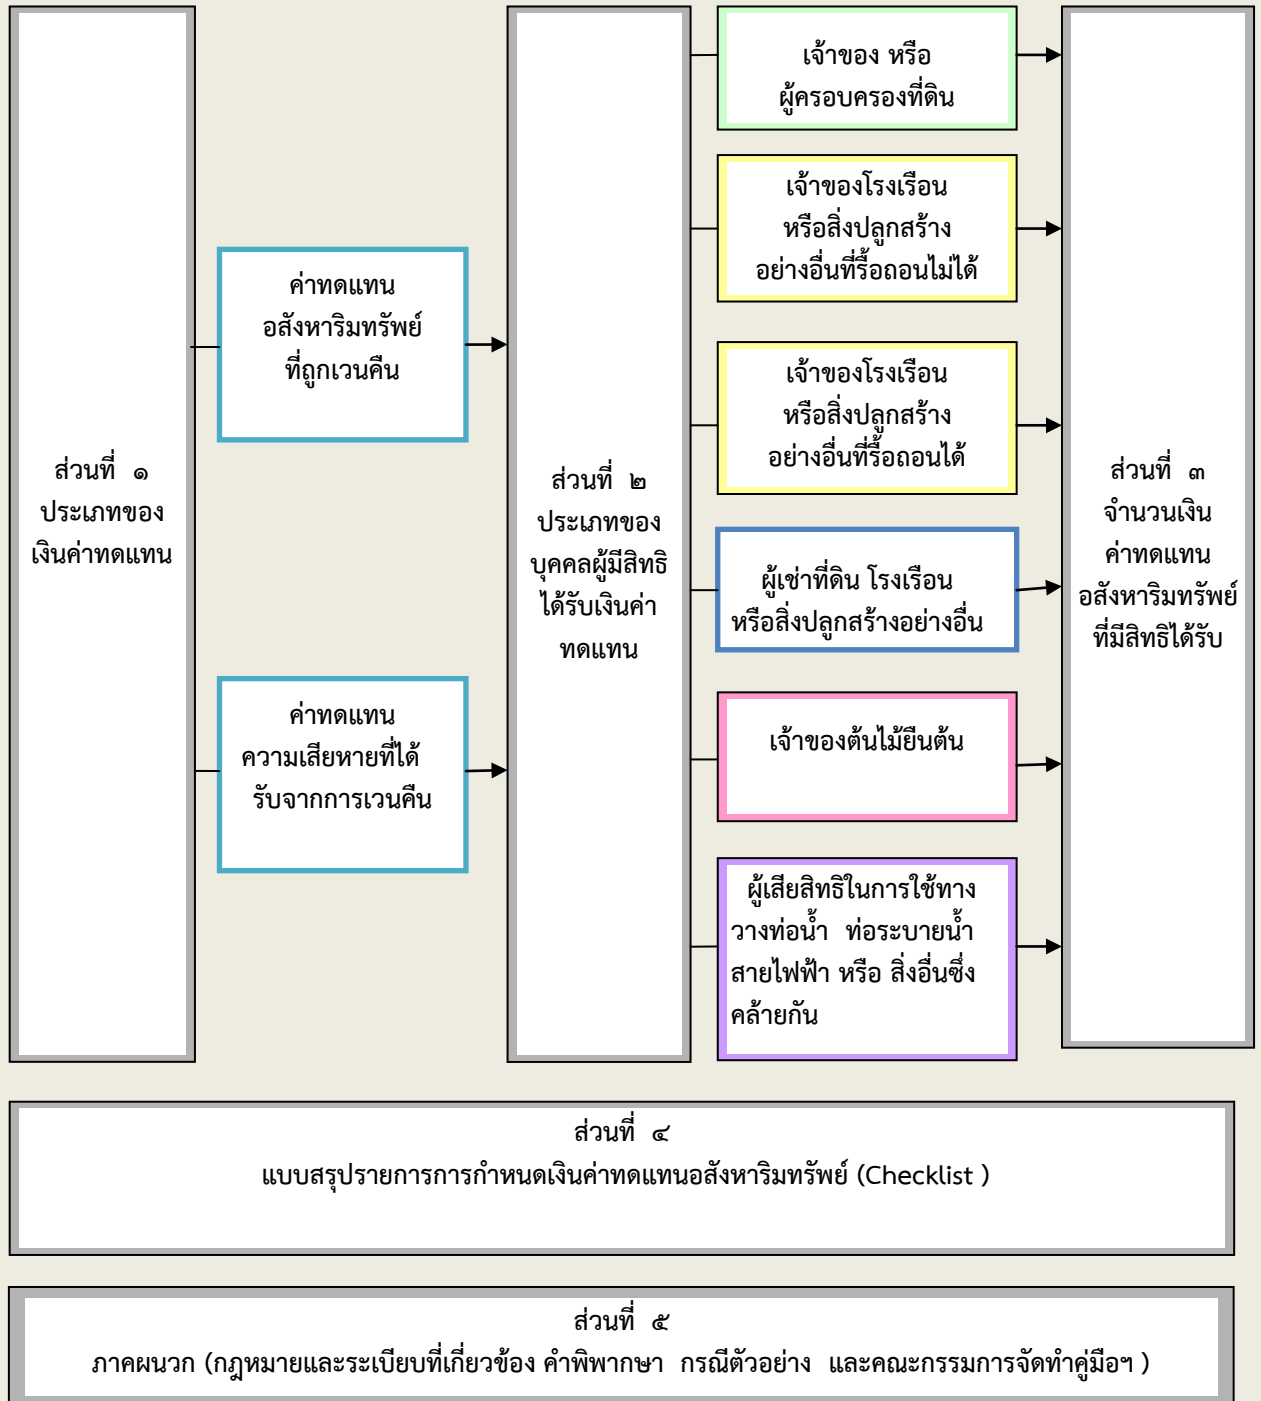 ส่วนที่ ๑
ประเภทของ
เงินค่าทดแทน
ค่าทดแทน
อสังหาริมทรัพย์
ที่ถูกเวนคืน
ค่าทดแทน
ความเสียหายที่ได้
รับจากการเวนคืน
ส่วนที่ ๒
ประเภทของ
บุคคลผู้มีสิทธิ
ได้รับเงินค่า
ทดแทน
เจ้าของ หรือ
ผู้ครอบครองที่ดิน
เจ้าของโรงเรือน
หรือสิ่งปลูกสร้าง
อย่างอื่นที่รื้อถอนไม่ได้
เจ้าของโรงเรือน
หรือสิ่งปลูกสร้าง
อย่างอื่นที่รื้อถอนได้
ผู้เช่าที่ดิน โรงเรือน
หรือสิ่งปลูกสร้างอย่างอื่น
เจ้าของต้นไม้ยืนต้น
ผู้เสียสิทธิในการใช้ทาง
วางท่อน้ำ ท่อระบายน้ำ
สายไฟฟ้า หรือ สิ่งอื่นซึ่ง
คล้ายกัน
ส่วนที่ ๓
จำนวนเงิน
ค่าทดแทน
อสังหาริมทรัพย์
ที่มีสิทธิได้รับ
ส่วนที่ ๔
แบบสรุปรายการการกำหนดเงินค่าทดแทนอสังหาริมทรัพย์ (Checklist )
ส่วนที่ ๕
ภาคผนวก (กฎหมายและระเบียบที่เกี่ยวข้อง คำพิพากษา กรณีตัวอย่าง และคณะกรรมการจัดทำคู่มือฯ )